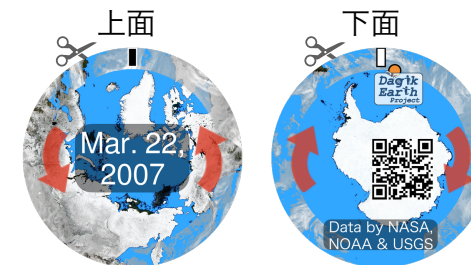 上面
下面
Mar. 22,
2007
Dagik
Earth
Project
Data by NASA,
NOAA & USGS